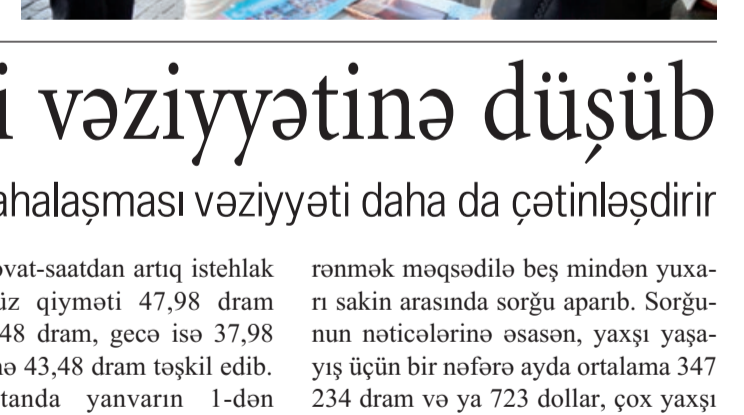 i vəziyyətinə düşüb
ahalaşması vəziyyəti daha da çətinləşdirir
ovat-saatdan artıq istehlak
üz qiyməti 47,98 dram
48 dram, gecə isə 37,98
nə 43,48 dram təşkil edib.
tanda yanvarın 1-dən
rənmək məqsədilə beş mindən yuxa-
rı sakin arasında sorğu aparıb. Sorğu-
nun nəticələrinə əsasən, yaxşı yaşa-
yış üçün bir nəfərə ayda ortalama 347
234 dram və ya 723 dollar, çox yaxşı